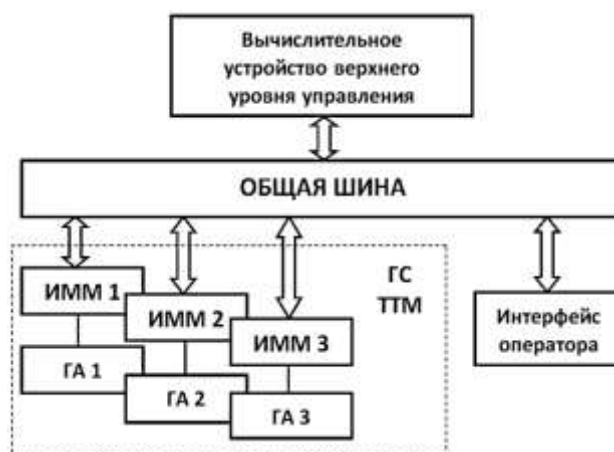 Вычислительное
устройство верхнего
уровня управления
ОБЩАЯ ШИНА
ГС
ТТМ
ИММ 1
ИММ 2
ИММ 3
ГА 1
ГА 2
ГА 3
Интерфейс
оператора